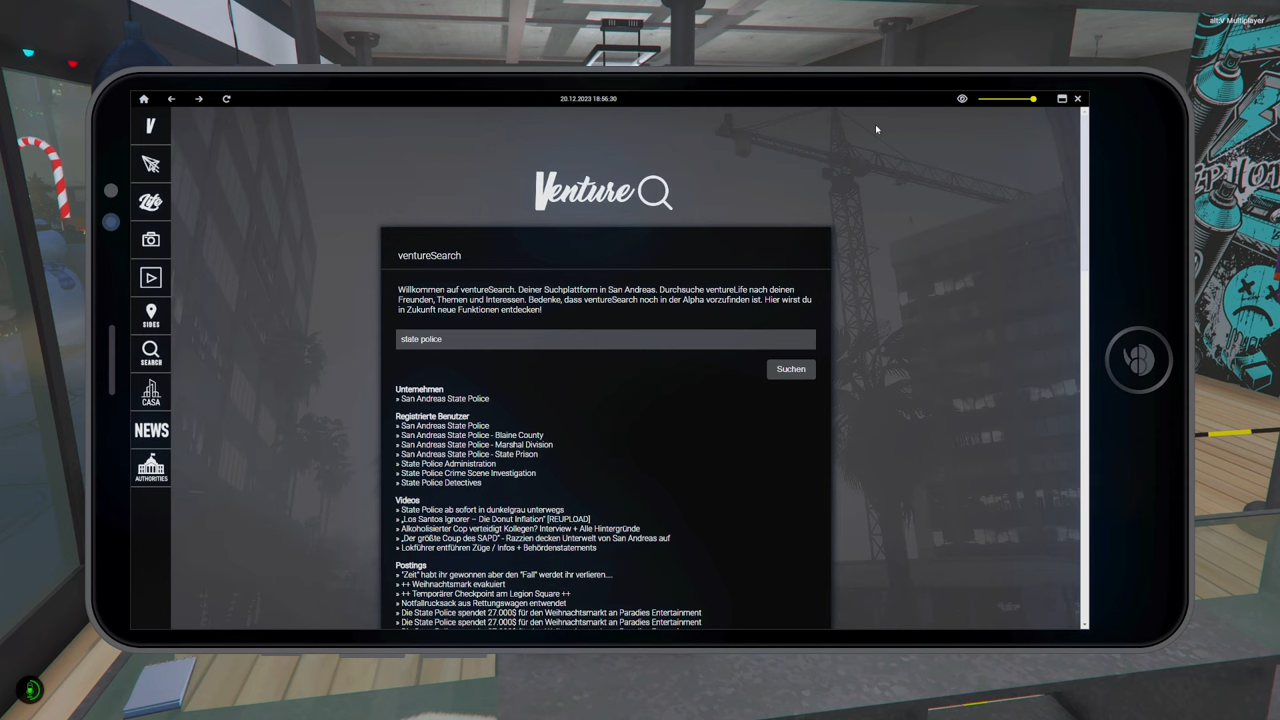 alt:V Multiplayer
20.12.2023 18:56:30
V
Life
SIDES
SEARCH
CASA
NEWS
AUTHORITIES
Venture
ventureSearch
Willkommen auf ventureSearch. Deiner Suchplattform in San Andreas. Durchsuche ventureLife nach deinen
Freunden, Themen und Interessen. Bedenke, dass ventureSearch noch in der Alpha vorzufinden ist. Hier wirst du
in Zukunft neue Funktionen entdecken!
state police
Suchen
Unternehmen
» San Andreas State Police
Registrierte Benutzer
» San Andreas State Police
» San Andreas State Police - Blaine County
» San Andreas State Police - Marshal Division
» San Andreas State Police - State Prison
» State Police Administration
» State Police Crime Scene Investigation
» State Police Detectives
Videos
» State Police ab sofort in dunkelgrau unterwegs
» „Los Santos Ignorer – Die Donut Inflation" [REUPLOAD]
» Alkoholisierter Cop verteidigt Kollegen? Interview + Alle Hintergründe
» „Der größte Coup des SAPD" - Razzien decken Unterwelt von San Andreas auf
» Lokführer entführen Züge / Infos + Behördenstatements
Postings
» "Zeit" habt ihr gewonnen aber den "Fall" werdet ihr verlieren....
» ++ Weihnachtsmark evakuiert
» ++ Temporärer Checkpoint am Legion Square ++
» Notfallrucksack aus Rettungswagen entwendet
» Die State Police spendet 27.000$ für den Weihnachtsmarkt an Paradies Entertainment
» Die State Police spendet 27.000$ für den Weihnachtsmarkt an Paradies Entertainment